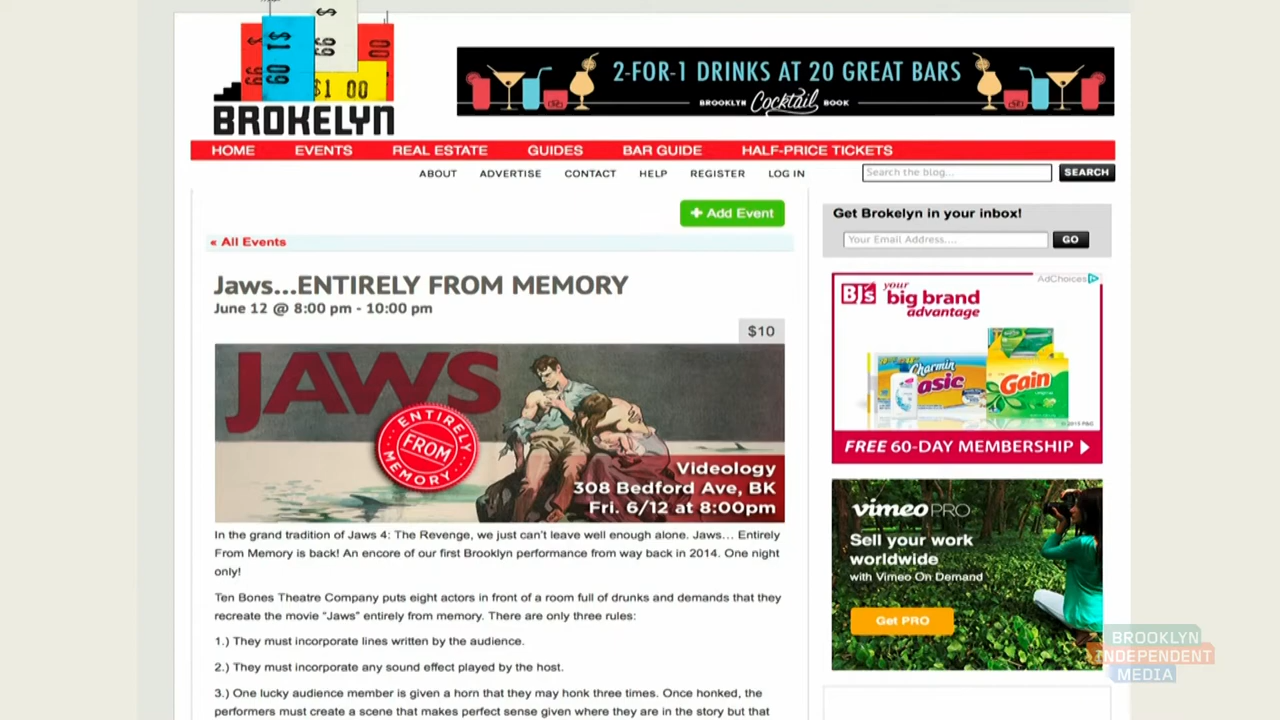 $ 1
66
09
$
66
00
$1 00
BROKELYN
2-FOR-1 DRINKS AT 20 GREAT BARS
BROOKLYN Cocktail BOOK
HOME EVENTS REAL ESTATE GUIDES BAR GUIDE HALF-PRICE TICKETS
ABOUT ADVERTISE CONTACT HELP REGISTER LOG IN
Search the blog... SEARCH
+ Add Event
« All Events
Jaws...ENTIRELY FROM MEMORY
June 12 @ 8:00 pm - 10:00 pm
$10
JAWS
ENTIRELY
FROM
MEMORY
Videology
308 Bedford Ave, BK
Fri. 6/12 at 8:00pm
In the grand tradition of Jaws 4: The Revenge, we just can't leave well enough alone. Jaws... Entirely
From Memory is back! An encore of our first Brooklyn performance from way back in 2014. One night
only!
Ten Bones Theatre Company puts eight actors in front of a room full of drunks and demands that they
recreate the movie "Jaws" entirely from memory. There are only three rules:
1.) They must incorporate lines written by the audience.
2.) They must incorporate any sound effect played by the host.
3.) One lucky audience member is given a horn that they may honk three times. Once honked, the
performers must create a scene that makes perfect sense given where they are in the story but that
Get Brokelyn in your inbox!
Your Email Address.... GO
AdChoices
BJ's your
big brand
advantage
Charmin
Basic
Gain
© 2015 P&G
FREE 60-DAY MEMBERSHIP
vimeo PRO
Sell your work
worldwide
with Vimeo On Demand
Get PRO
BROOKLYN
INDEPENDENT
MEDIA